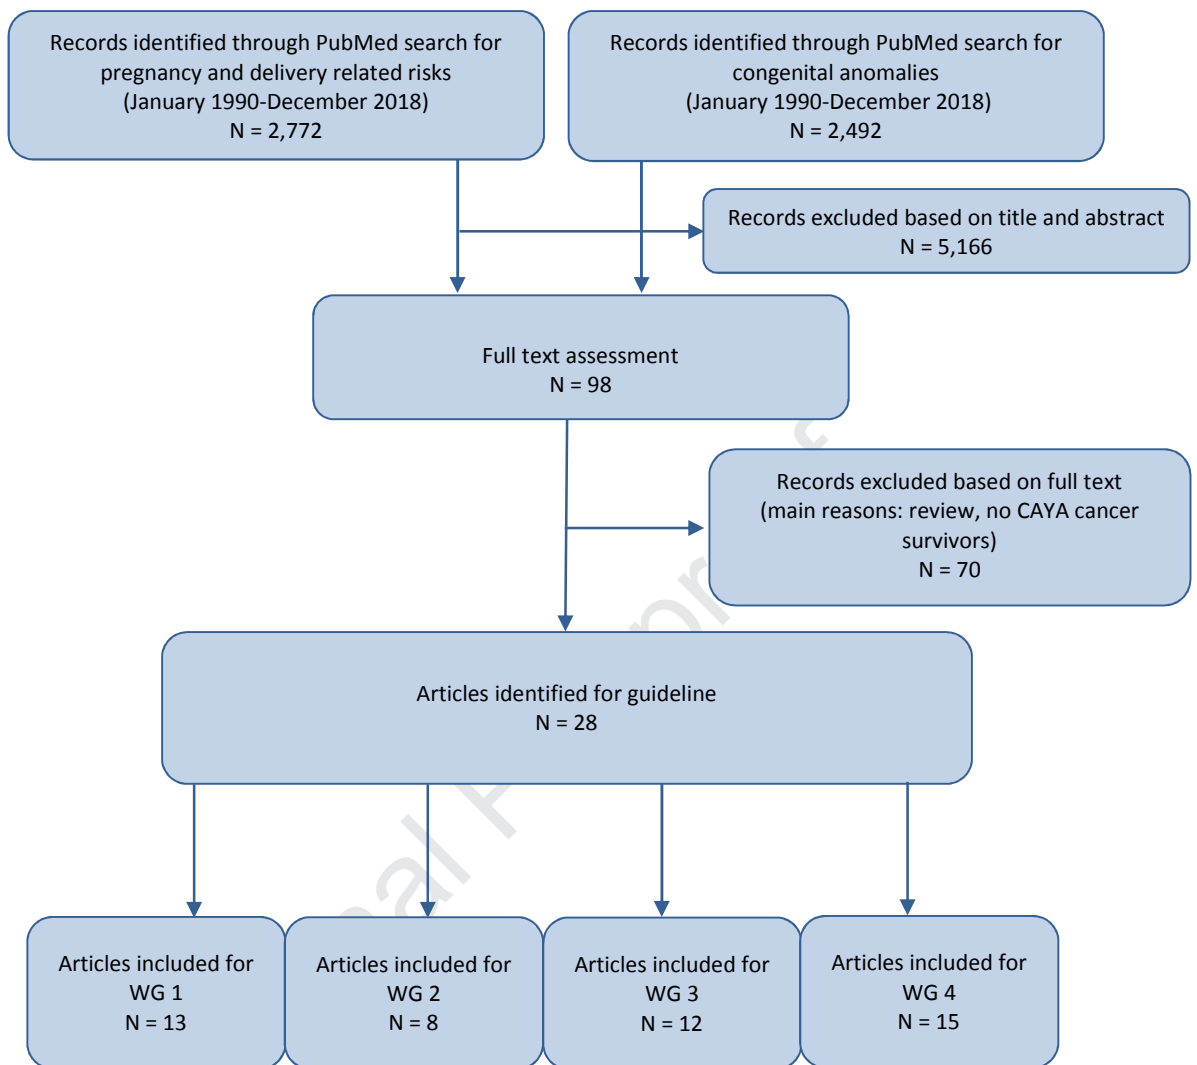 Records identified through PubMed search for
pregnancy and delivery related risks
(January 1990-December 2018)
N = 2,772
Records identified through PubMed search for
congenital anomalies
(January 1990-December 2018)
N = 2,492
Records excluded based on title and abstract
N = 5,166
Full text assessment
N = 98
Records excluded based on full text
(main reasons: review, no CAYA cancer
survivors)
N = 70
Articles identified for guideline
N = 28
Articles included for
WG 1
N = 13
Articles included for
WG 2
N = 8
Articles included for
WG 3
N = 12
Articles included for
WG 4
N = 15